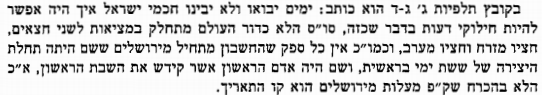 בקובץ תלפיות ג' ג-ד הוא כותב: ימים יבואו ולא יבינו חכמי ישראל איך היה אפשר
להיות חילוקי דעות בדבר שכזה, סו"ס הלא כדור העולם מתחלק במציאות לשני חצאים,
חציו מזרח וחציו מערב, וכמו"כ אין כל ספק שהחשבון מתחיל מירושלים ששם היתה תחלת
היצירה של ששת ימי בראשית, ושם היה אדם הראשון אשר קידש את השבת הראשון, א"כ
הלא בהכרח שק"פ מעלות מירושלים הוא קו התאריך.